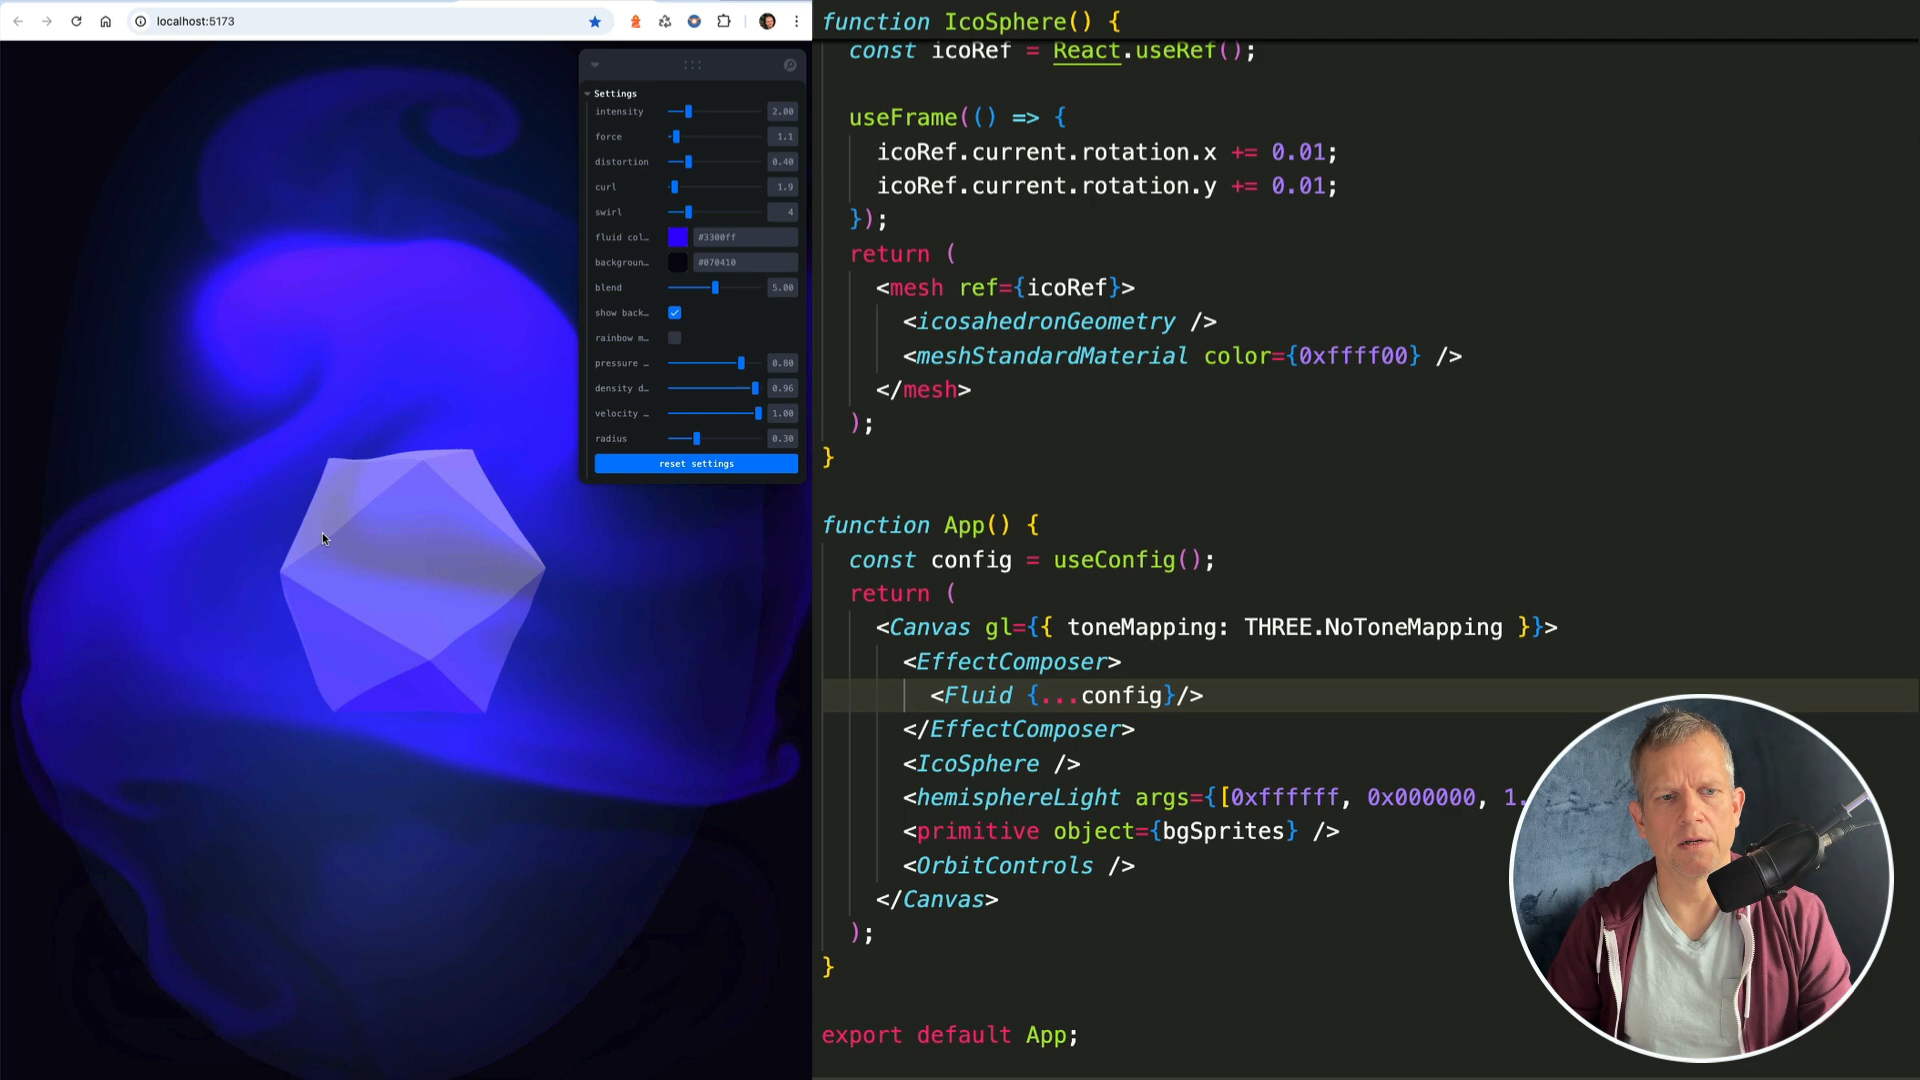 localhost:5173
Settings
intensity 2.00
force 1.1
distortion 0.40
curl 1.9
swirl 4
fluid col… #3300ff
backgroun… #070410
blend 5.00
show back…
rainbow m…
pressure … 0.80
density d… 0.96
velocity … 1.00
radius 0.30
reset settings
function IcoSphere() {
const icoRef = React.useRef();
useFrame(() => {
icoRef.current.rotation.x += 0.01;
icoRef.current.rotation.y += 0.01;
});
return (
<mesh ref={icoRef}>
<icosahedronGeometry />
<meshStandardMaterial color={0xffff00} />
</mesh>
);
}
function App() {
const config = useConfig();
return (
<Canvas gl={{ toneMapping: THREE.NoToneMapping }}>
<EffectComposer>
<Fluid {...config}/>
</EffectComposer>
<IcoSphere />
<hemisphereLight args={[0xffffff, 0x000000, 1.
<primitive object={bgSprites} />
<OrbitControls />
</Canvas>
);
}
export default App;